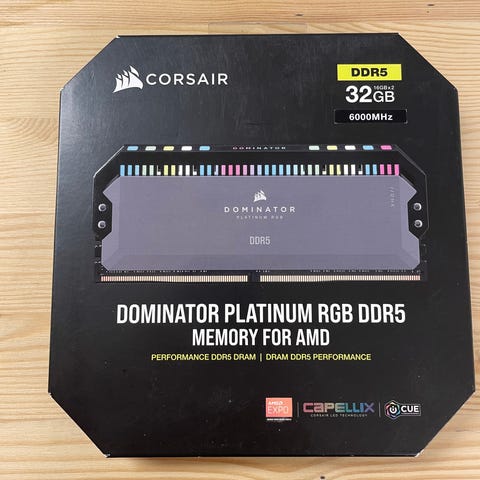 CORSAIR
DDR5
32GB
16GBx2
6000MHz
DOMINATOR
DOMINATOR
PLATINUM RGB
DDR5
DOMINATOR PLATINUM RGB DDR5
MEMORY FOR AMD
PERFORMANCE DDR5 DRAM | DRAM DDR5 PERFORMANCE
AMD
EXPO
CAPELLIX
CORSAIR LED TECHNOLOGY
iCUE